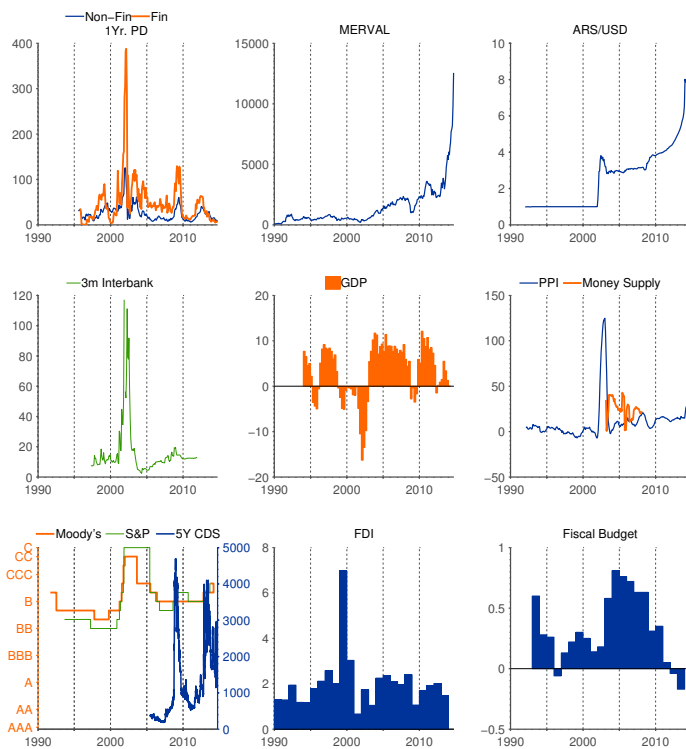 Non-Fin Fin
1Yr. PD
400
300
200
100
0
1990 2000 2010
MERVAL
15000
10000
5000
0
1990 2000 2010
ARS/USD
10
8
6
4
2
0
1990 2000 2010
3m Interbank
120
100
80
60
40
20
0
1990 2000 2010
GDP
20
10
0
-10
-20
1990 2000 2010
PPI Money Supply
150
100
50
0
-50
1990 2000 2010
Moody's S&P 5Y CDS
C
CC
CCC
B
BB
BBB
A
AA
AAA
5000
4000
3000
2000
1000
0
1990 2000 2010
FDI
8
6
4
2
0
1990 2000 2010
Fiscal Budget
1
0.5
0
-0.5
1990 2000 2010